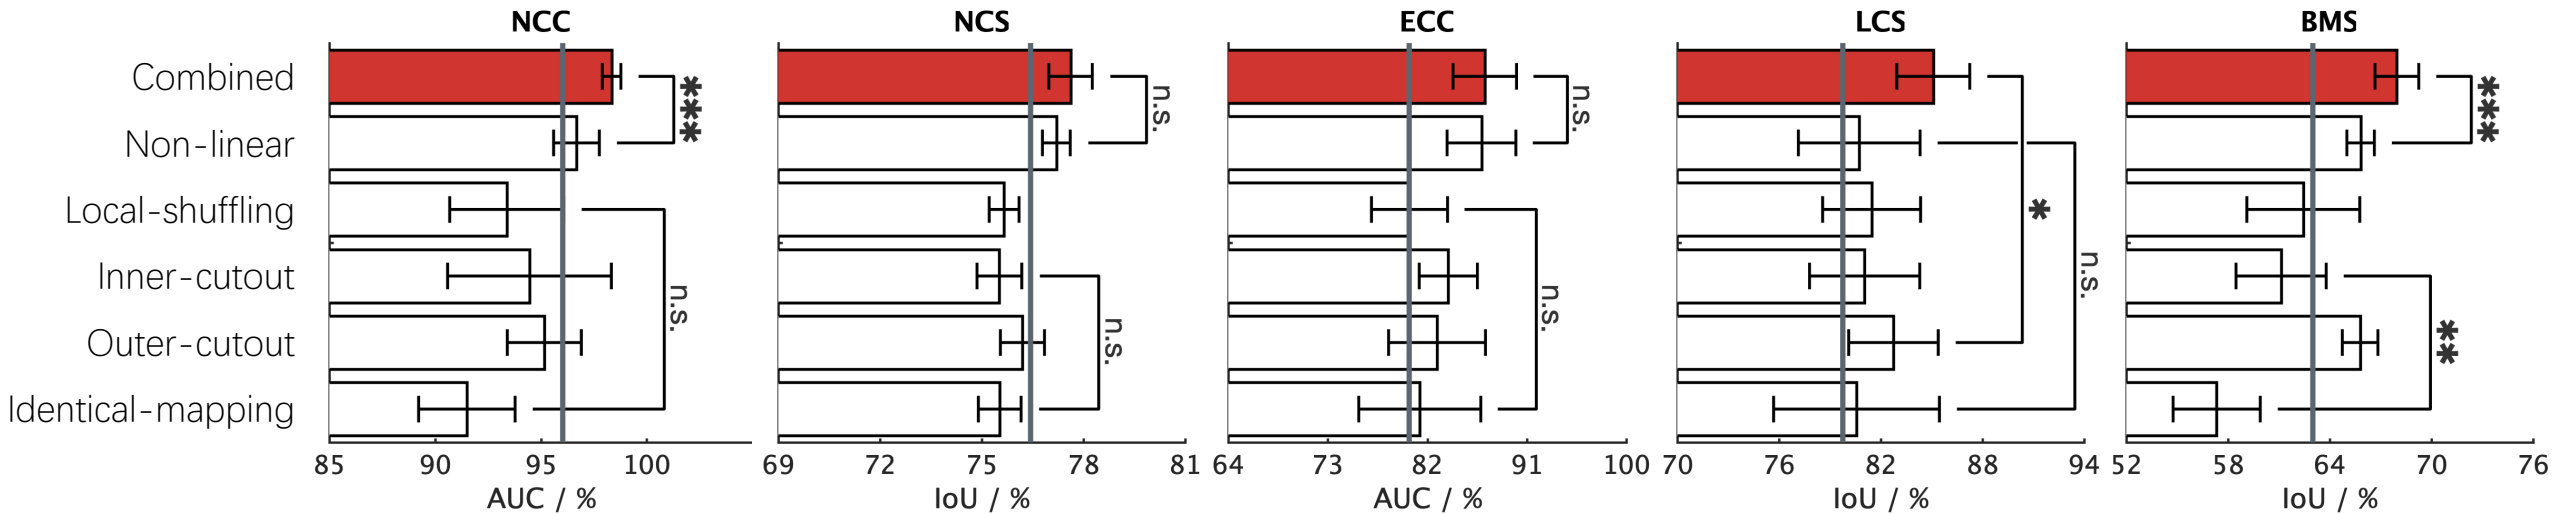 NCC NCS ECC LCS BMS
Combined
Non-linear
Local-shuffling
Inner-cutout
Outer-cutout
Identical-mapping
*** n.s. n.s. * n.s. ***
n.s. n.s. n.s. **
85 90 95 100 69 72 75 78 81 64 73 82 91 100 70 76 82 88 94 52 58 64 70 76
AUC / % IoU / % AUC / % IoU / % IoU / %